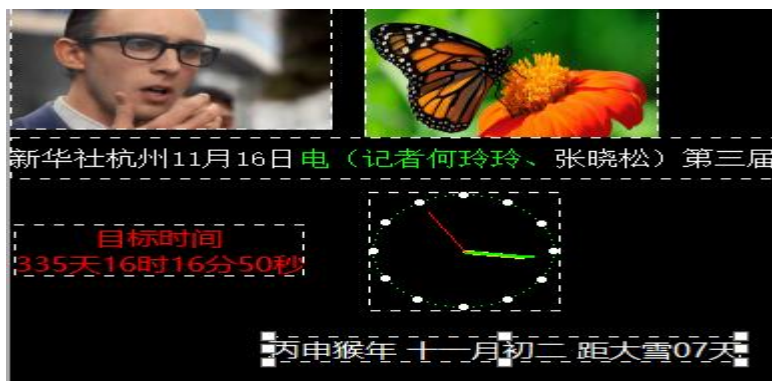 新华社杭州11月16日电（记者何玲玲、张晓松）第三届
目标时间
335天16时16分50秒
丙申猴年 十一月初二 距大雪07天